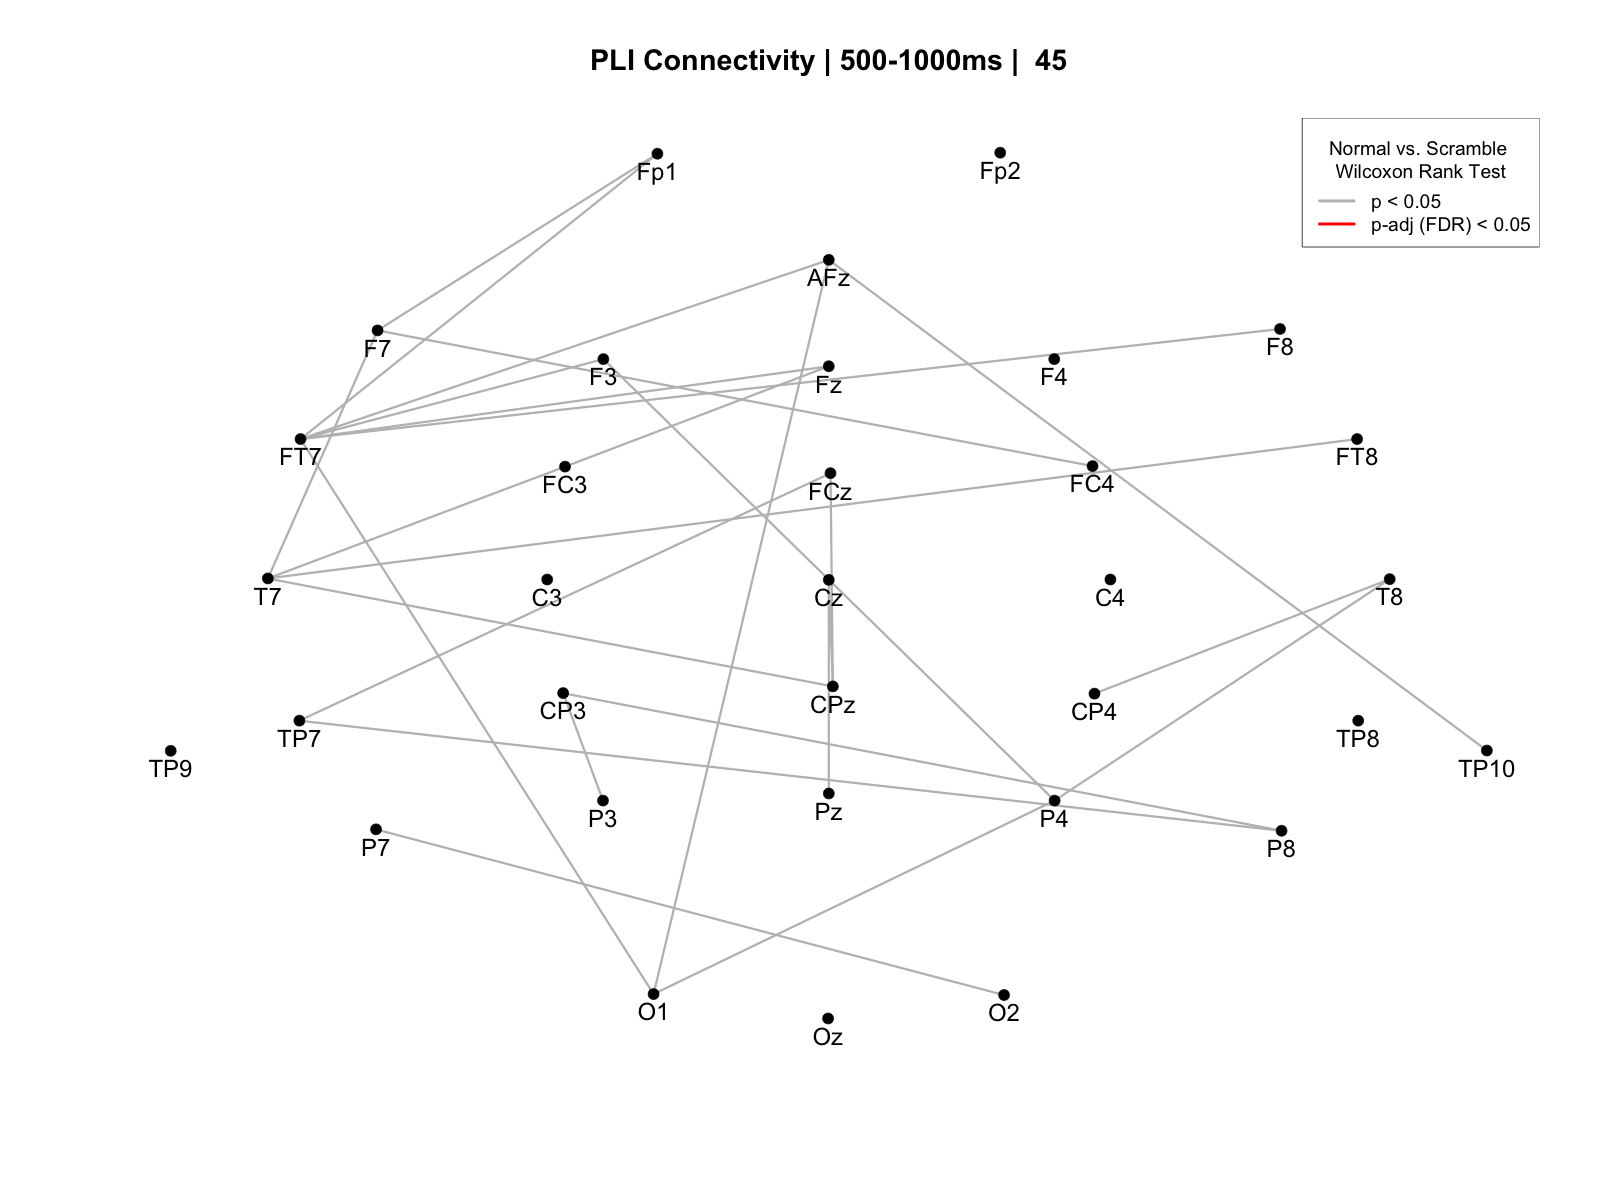 PLI Connectivity | 500-1000ms |  45
Normal vs. Scramble
Wilcoxon Rank Test
p < 0.05
p-adj (FDR) < 0.05
Fp1
Fp2
AFz
F7
F3
Fz
F4
F8
FT7
FC3
FCz
FC4
FT8
T7
C3
Cz
C4
T8
TP9
TP7
CP3
CPz
CP4
TP8
TP10
P7
P3
Pz
P4
P8
O1
Oz
O2